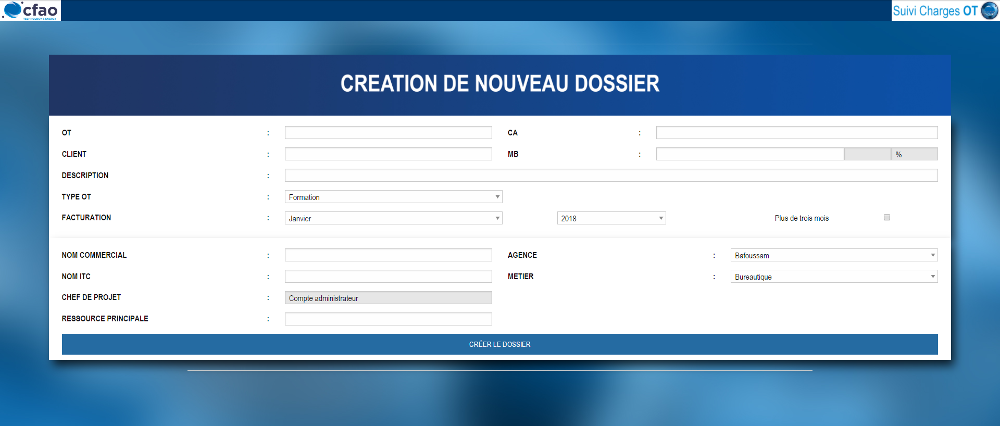 cfao
TECHNOLOGY & ENERGY
Suivi Charges OT
CREATION DE NOUVEAU DOSSIER
OT :
CA :
CLIENT :
MB : %
DESCRIPTION :
TYPE OT : Formation
FACTURATION : Janvier 2018 Plus de trois mois
NOM COMMERCIAL :
AGENCE : Bafoussam
NOM ITC :
METIER : Bureautique
CHEF DE PROJET : Compte administrateur
RESSOURCE PRINCIPALE :
CRÉER LE DOSSIER